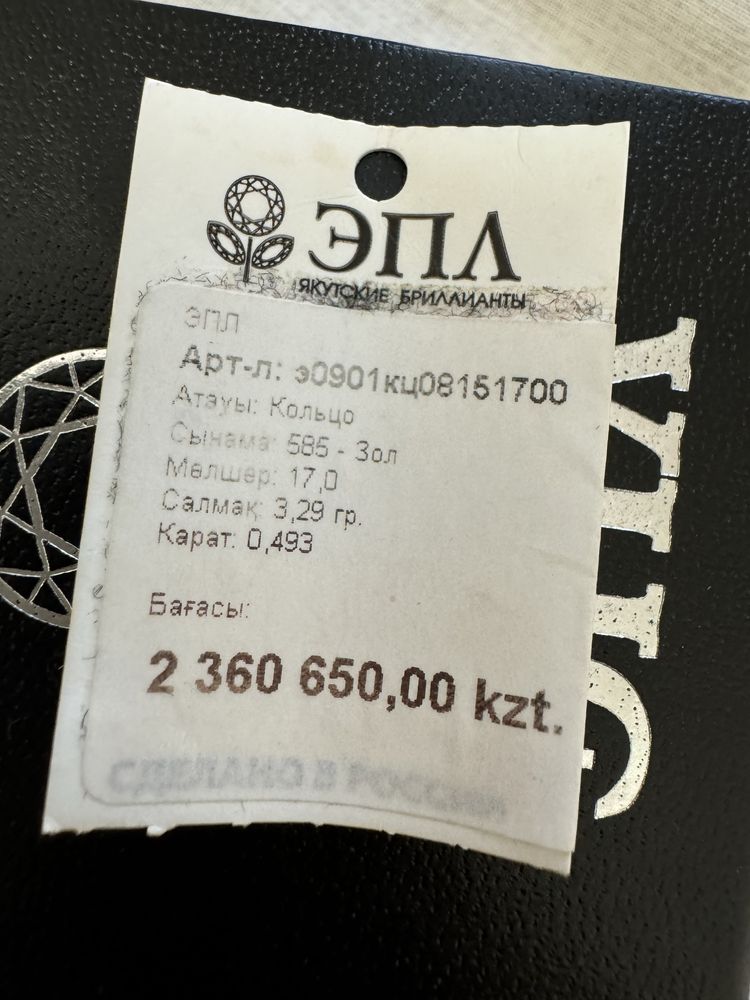 ЭПЛ
ЯКУТСКИЕ БРИЛЛИАНТЫ
ЭПЛ
Арт-л: э0901кц08151700
Атауы: Кольцо
Сынама: 585 - Зол
Мөлшер: 17,0
Салмақ: 3,29 гр.
Карат: 0,493
Бағасы:
2 360 650,00 kzt.
СДЕЛАНО В РОССИИ